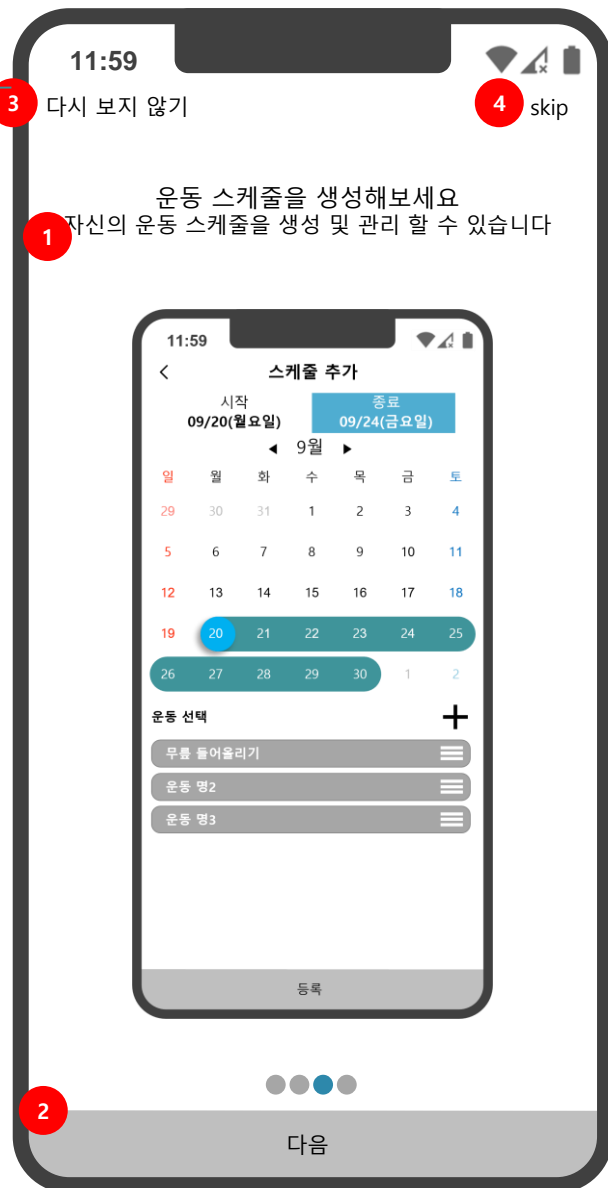 11:59
3 다시 보지 않기 4 skip
운동 스케줄을 생성해보세요
1 자신의 운동 스케줄을 생성 및 관리 할 수 있습니다
11:59
스케줄 추가
시작 종료
09/20(월요일) 09/24(금요일)
9월
일 월 화 수 목 금 토
29 30 31 1 2 3 4
5 6 7 8 9 10 11
12 13 14 15 16 17 18
19 20 21 22 23 24 25
26 27 28 29 30 1 2
운동 선택
무릎 들어올리기
운동 명2
운동 명3
등록
2
다음